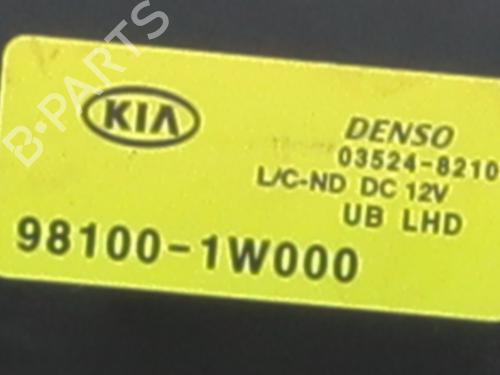 KIA
DENSO
03524-8210
L/C-ND DC 12V
UB LHD
98100-1W000
B-PARTS